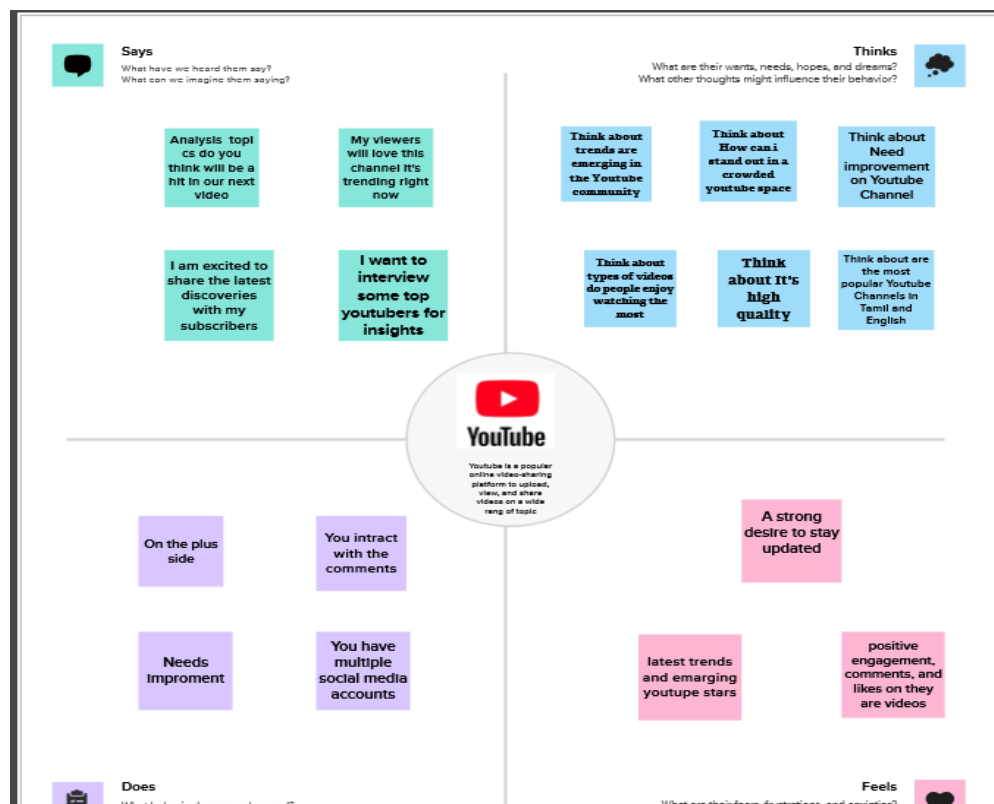 Says
What have we heard them say?
What can we imagine them saying?
Thinks
What are their wants, needs, hopes, and dreams?
What other thoughts might influence their behavior?
Analysis topi
cs do you
think will be a
hit in our next
video
My viewers
will love this
channel it's
trending right
now
I am excited to
share the latest
discoveries
with my
subscribers
I want to
interview
some top
youtubers for
insights
Think about
trends are
emerging in
the Youtube
community
Think about
How can i
stand out in a
crowded
youtube space
Think about
Need
improvement
on Youtube
Channel
Think about
types of videos
do people enjoy
watching the
most
Think
about It's
high
quality
Think about are
the most
popular Youtube
Channels in
Tamil and
English
YouTube
Youtube is a popular
online video-sharing
platform to upload,
view, and share
videos on a wide
rang of topic
On the plus
side
You intract
with the
comments
Needs
improment
You have
multiple
social media
accounts
A strong
desire to stay
updated
latest trends
and emarging
youtupe stars
positive
engagement,
comments, and
likes on they
are videos
Does
Feels